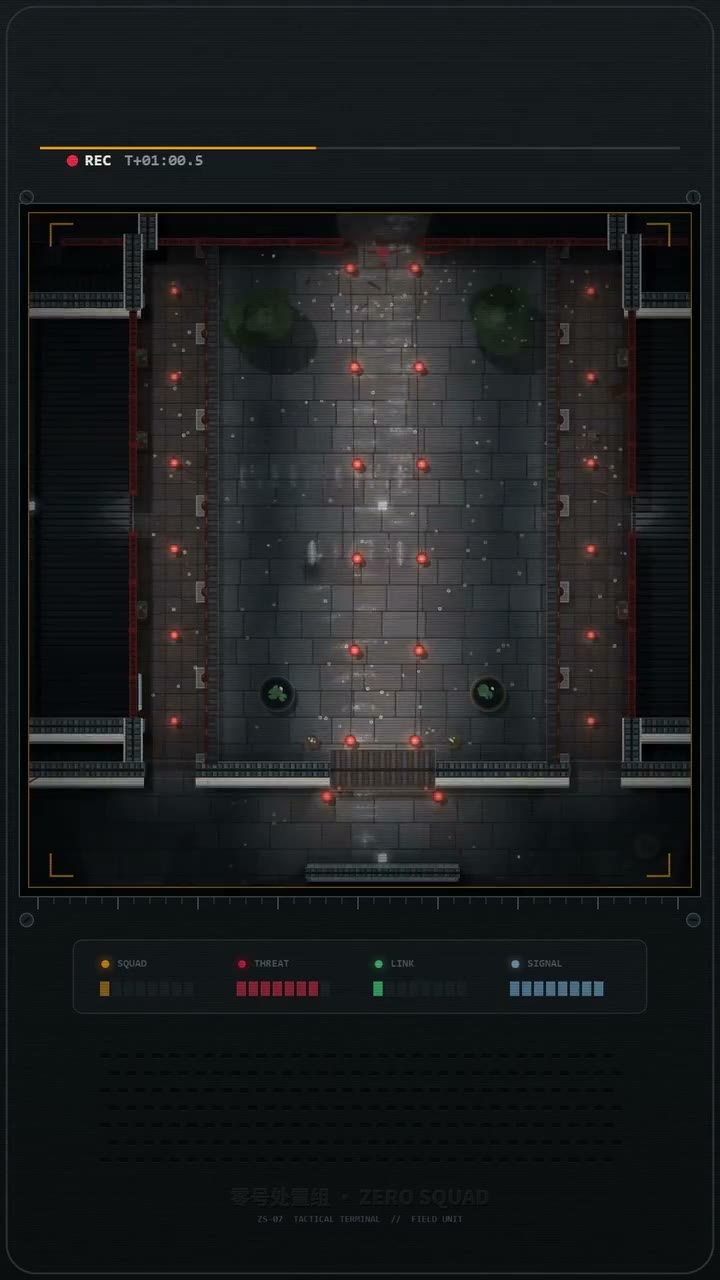 REC T+01:00.5
SQUAD THREAT LINK SIGNAL
零号处置组 · ZERO SQUAD
ZS-07 TACTICAL TERMINAL // FIELD UNIT